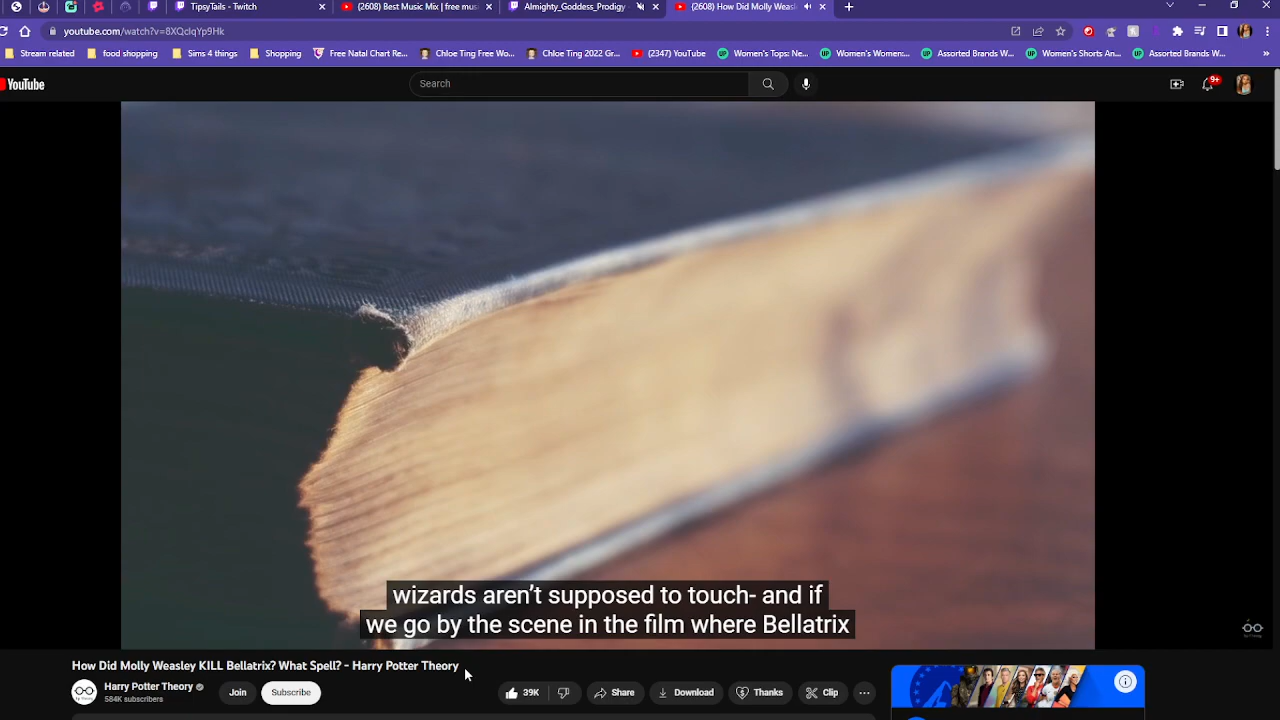 TipsyTails - Twitch
(2608) Best Music Mix | free mus
Almighty_Goddess_Prodigy -
(2608) How Did Molly Weasle
youtube.com/watch?v=8XQcIqYp9Hk
Stream related
food shopping
Sims 4 things
Shopping
Free Natal Chart Re...
Chloe Ting Free Wo...
Chloe Ting 2022 Gr...
(2347) YouTube
Women's Tops: Ne...
Women's Women...
Assorted Brands W...
Women's Shorts An...
Assorted Brands W...
YouTube
Search
9+
wizards aren't supposed to touch- and if
we go by the scene in the film where Bellatrix
How Did Molly Weasley KILL Bellatrix? What Spell? - Harry Potter Theory
Harry Potter Theory
584K subscribers
Join
Subscribe
39K
Share
Download
Thanks
Clip